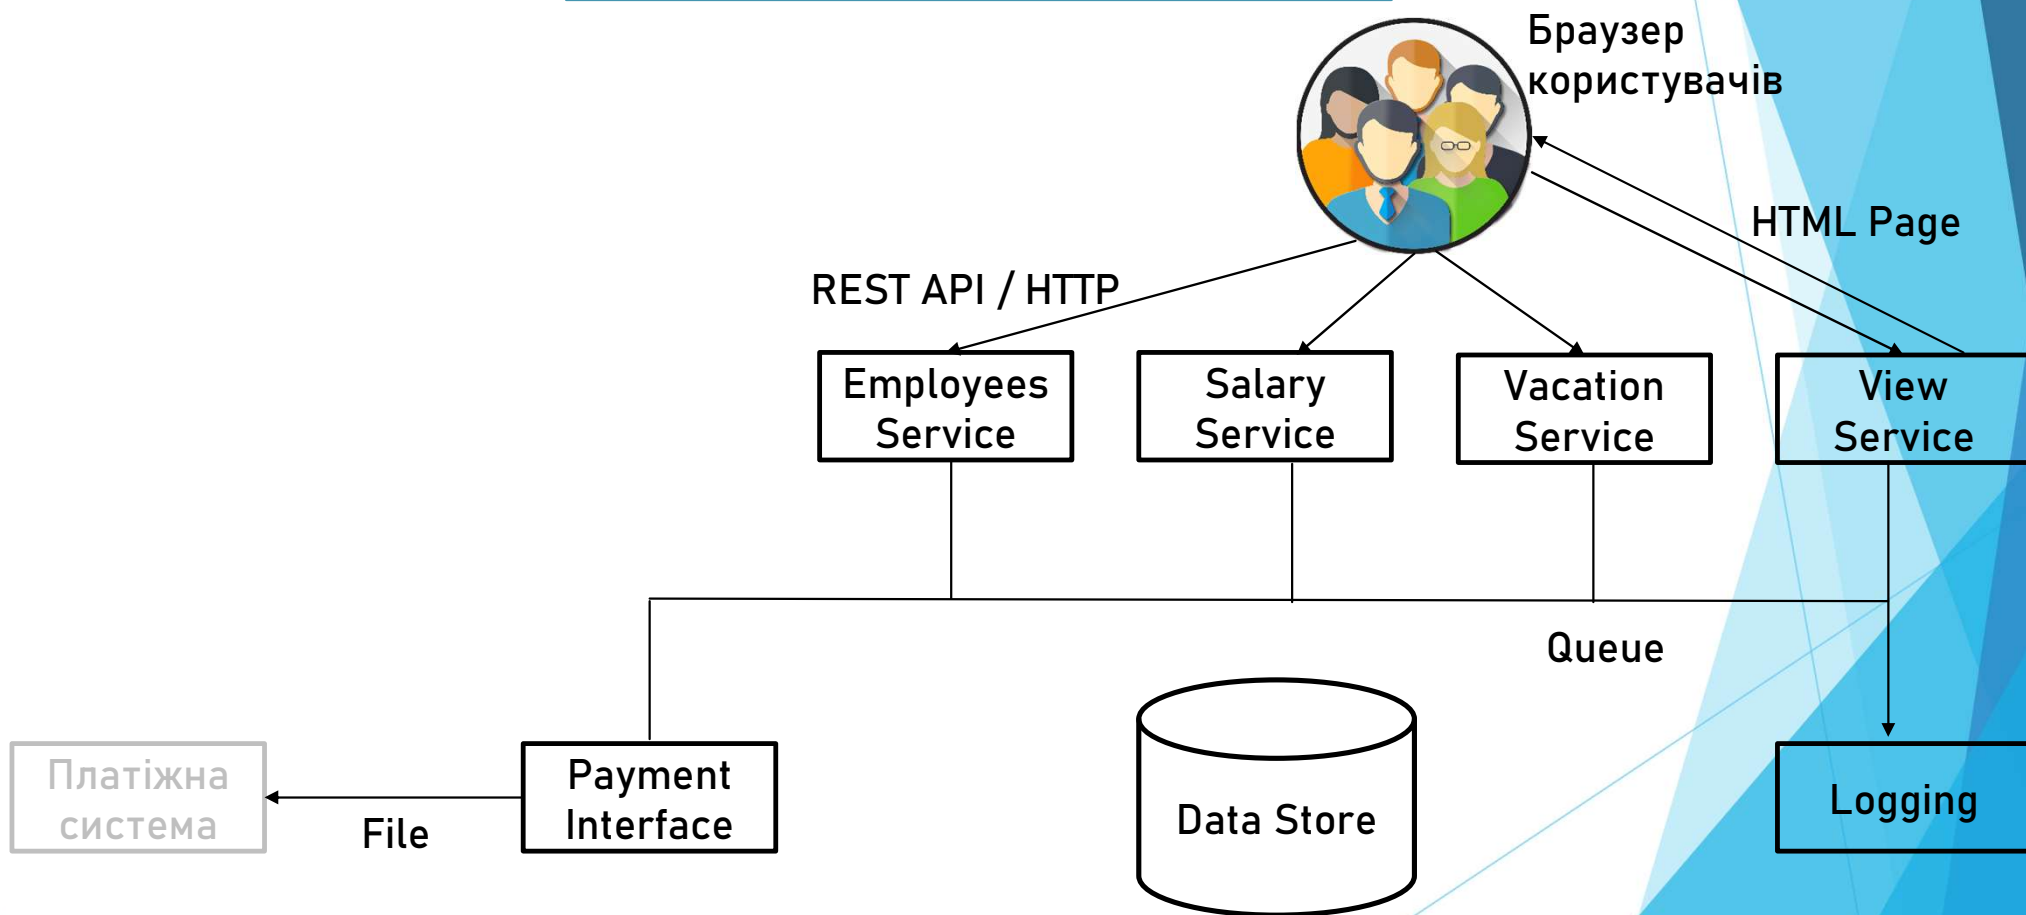 Браузер
користувачів
HTML Page
REST API / HTTP
Employees
Service
Salary
Service
Vacation
Service
View
Service
Queue
Платіжна
система
File
Payment
Interface
Data Store
Logging